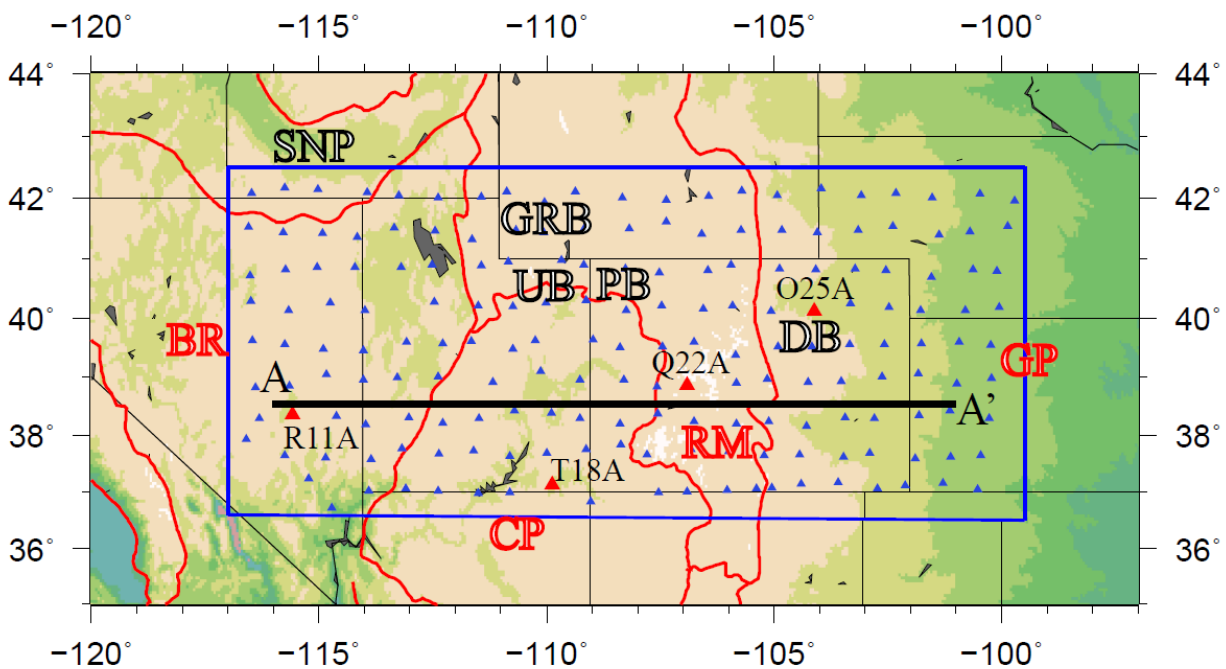 −120° −115° −110° −105° −100°
44° 44°
SNP
42° 42°
GRB
UB PB
O25A
40° 40°
BR DB
GP
Q22A
A A’
R11A
38° 38°
RM
T18A
CP
36° 36°
−120° −115° −110° −105° −100°